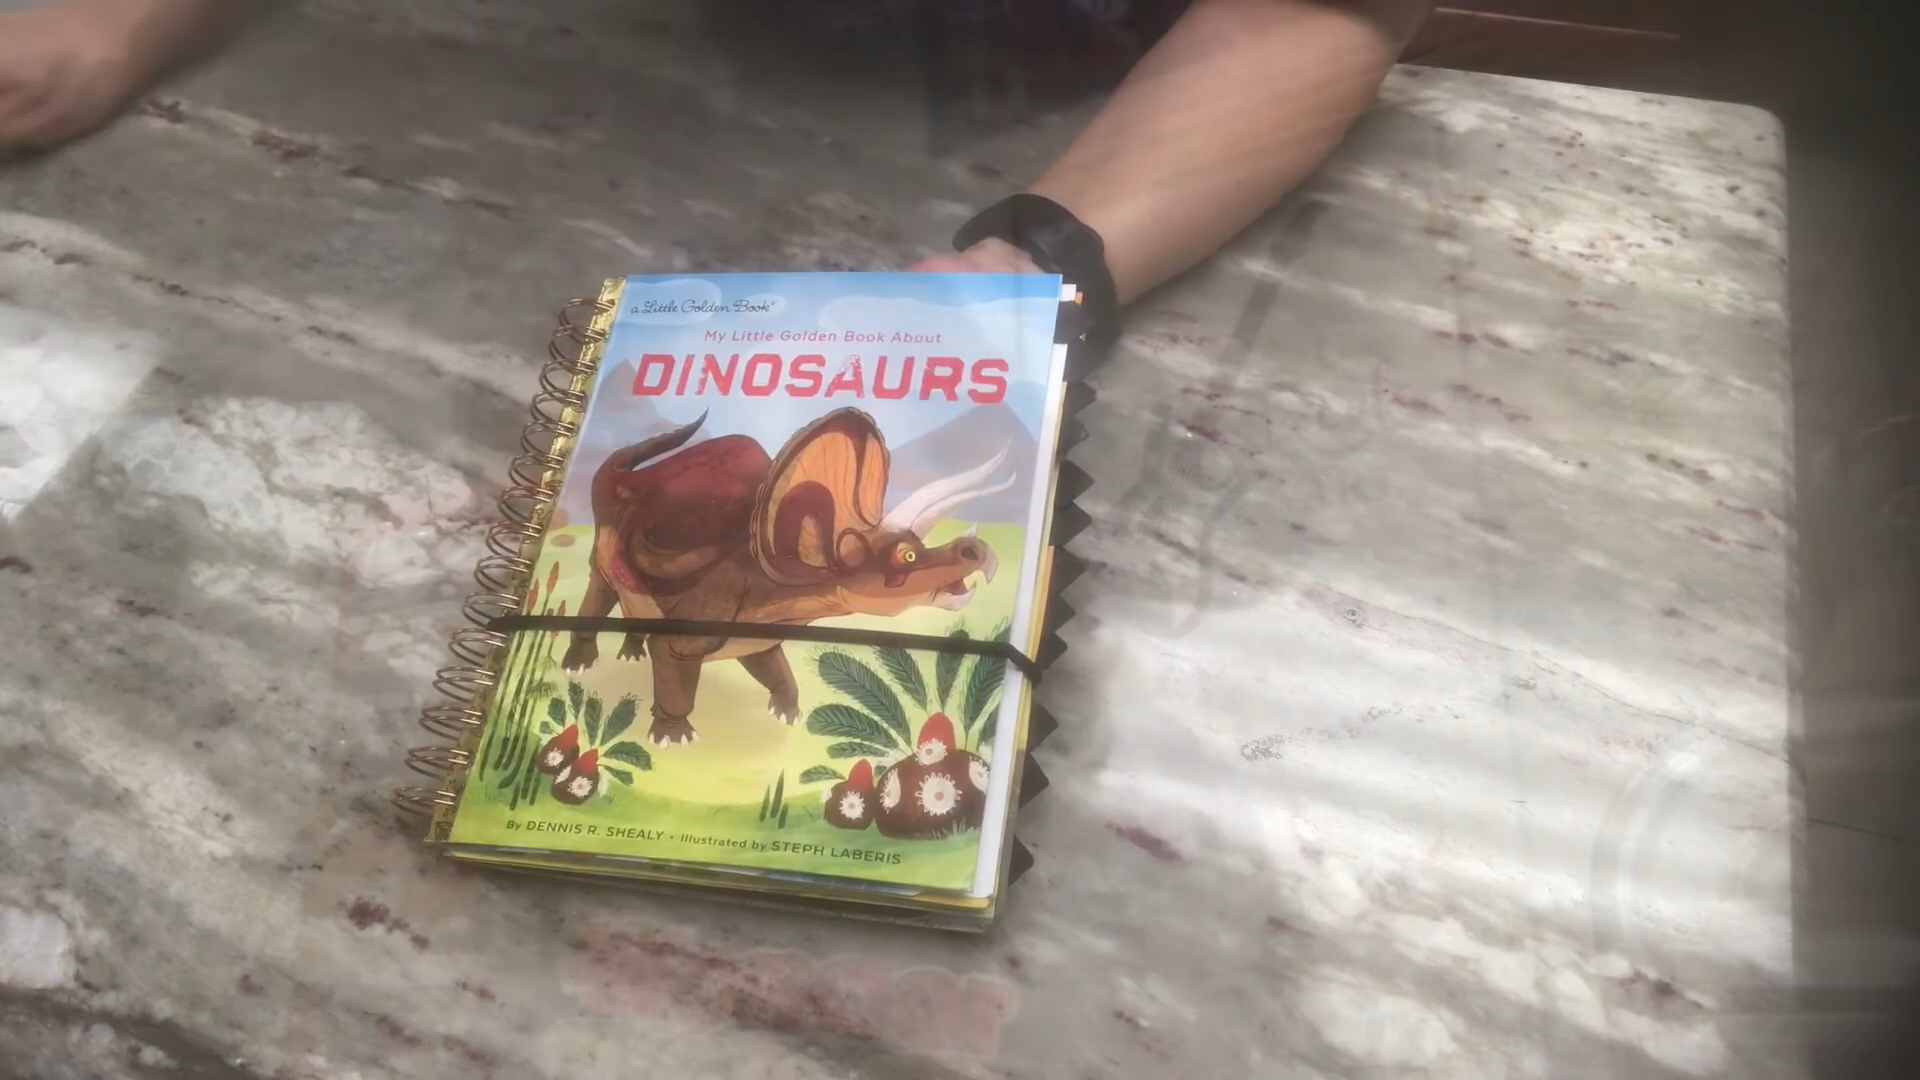 a Little Golden Book®
My Little Golden Book About
DINOSAURS
By DENNIS R. SHEALY • Illustrated by STEPH LABERIS